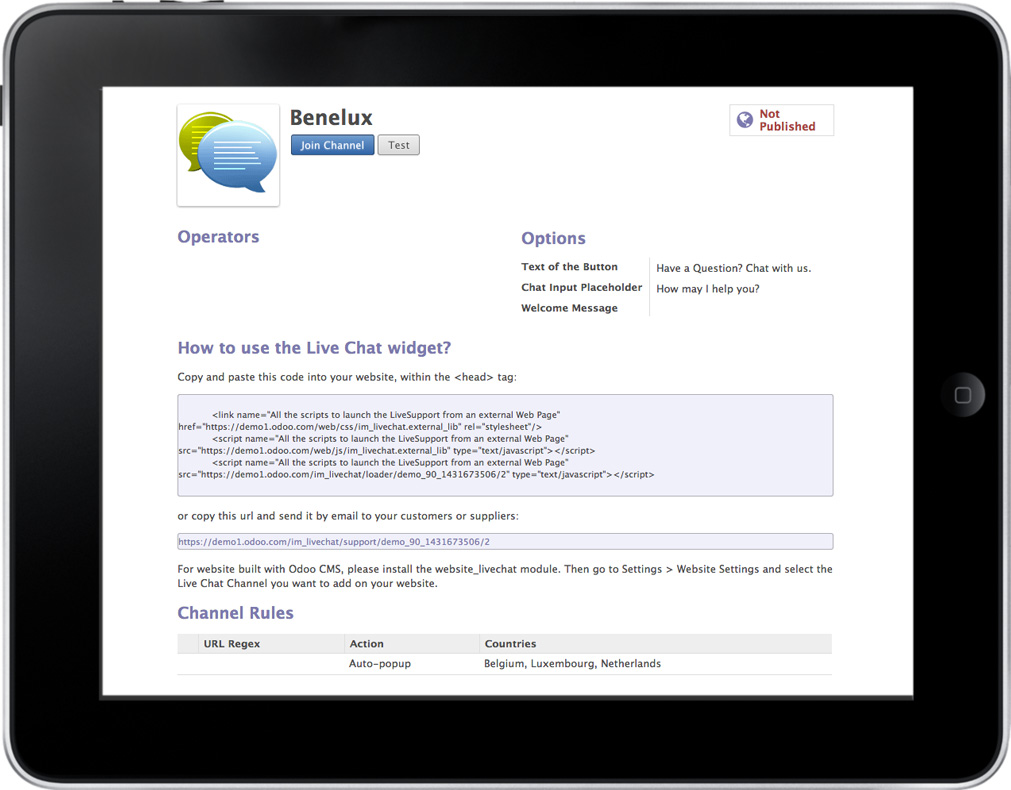 Benelux
Join Channel
Test
Not
Published
Operators
Options
Text of the Button
Have a Question? Chat with us.
Chat Input Placeholder
How may I help you?
Welcome Message
How to use the Live Chat widget?
Copy and paste this code into your website, within the <head> tag:
<link name="All the scripts to launch the LiveSupport from an external Web Page"
href="https://demo1.odoo.com/web/css/im_livechat.external_lib" rel="stylesheet"/>
<script name="All the scripts to launch the LiveSupport from an external Web Page"
src="https://demo1.odoo.com/web/js/im_livechat.external_lib" type="text/javascript"></script>
<script name="All the scripts to launch the LiveSupport from an external Web Page"
src="https://demo1.odoo.com/im_livechat/loader/demo_90_1431673506/2" type="text/javascript"></script>
or copy this url and send it by email to your customers or suppliers:
https://demo1.odoo.com/im_livechat/support/demo_90_1431673506/2
For website built with Odoo CMS, please install the website_livechat module. Then go to Settings > Website Settings and select the
Live Chat Channel you want to add on your website.
Channel Rules
URL Regex
Action
Countries
Auto-popup
Belgium, Luxembourg, Netherlands